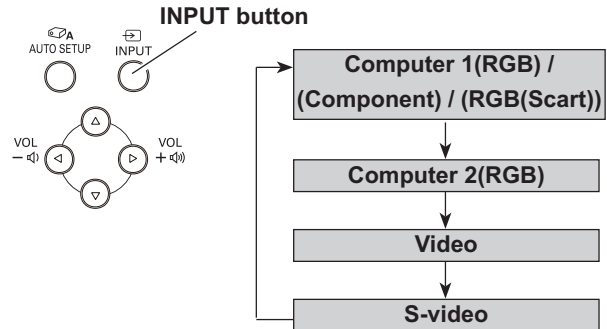 INPUT button
A
AUTO SETUP
INPUT
VOL
−
VOL
+
Computer 1(RGB) /
(Component) / (RGB(Scart))
Computer 2(RGB)
Video
S-video